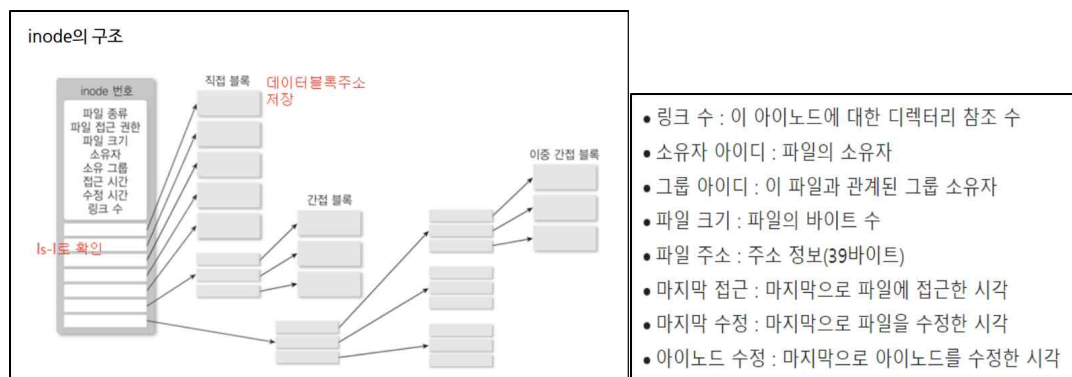 inode의 구조
inode 번호
파일 종류
파일 접근 권한
파일 크기
소유자
소유 그룹
접근 시간
수정 시간
링크 수
ls-l로 확인
직접 블록
데이터블록주소
저장
간접 블록
이중 간접 블록
● 링크 수 : 이 아이노드에 대한 디렉터리 참조 수
● 소유자 아이디 : 파일의 소유자
● 그룹 아이디 : 이 파일과 관계된 그룹 소유자
● 파일 크기 : 파일의 바이트 수
● 파일 주소 : 주소 정보(39바이트)
● 마지막 접근 : 마지막으로 파일에 접근한 시각
● 마지막 수정 : 마지막으로 파일을 수정한 시각
● 아이노드 수정 : 마지막으로 아이노드를 수정한 시각